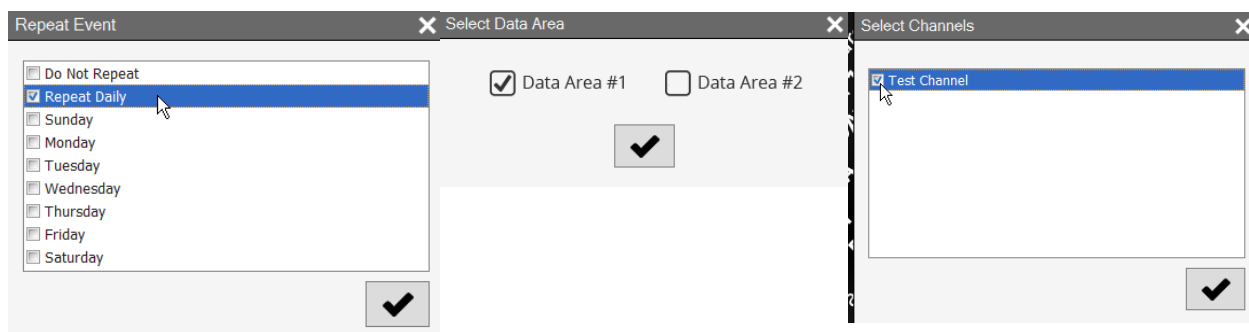 Repeat Event
Do Not Repeat
Repeat Daily
Sunday
Monday
Tuesday
Wednesday
Thursday
Friday
Saturday
Select Data Area
Data Area #1
Data Area #2
Select Channels
Test Channel